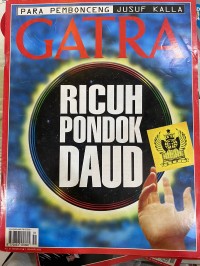 PARA PEMBONCENG JUSUF KALLA
GATRA
RICUH
PONDOK
DAUD